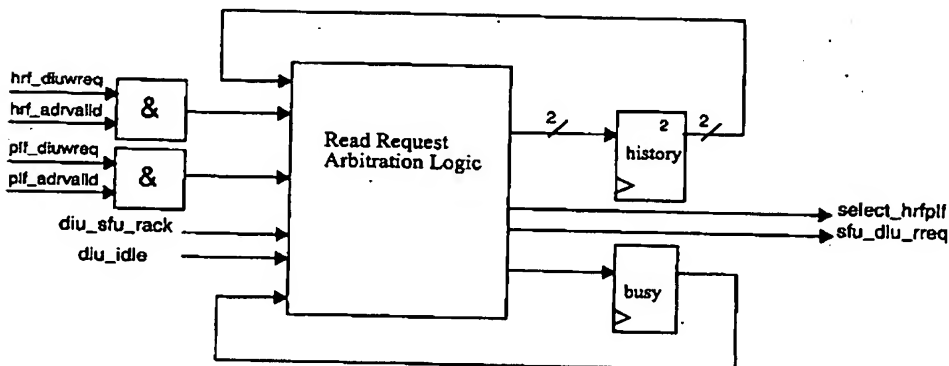 hrf_diuwreq
hrf_adrvalid
&
plf_diuwreq
plf_adrvalid
&
diu_sfu_rack
diu_idle
Read Request
Arbitration Logic
2
2
2
history
select_hrfplf
sfu_diu_rreq
busy